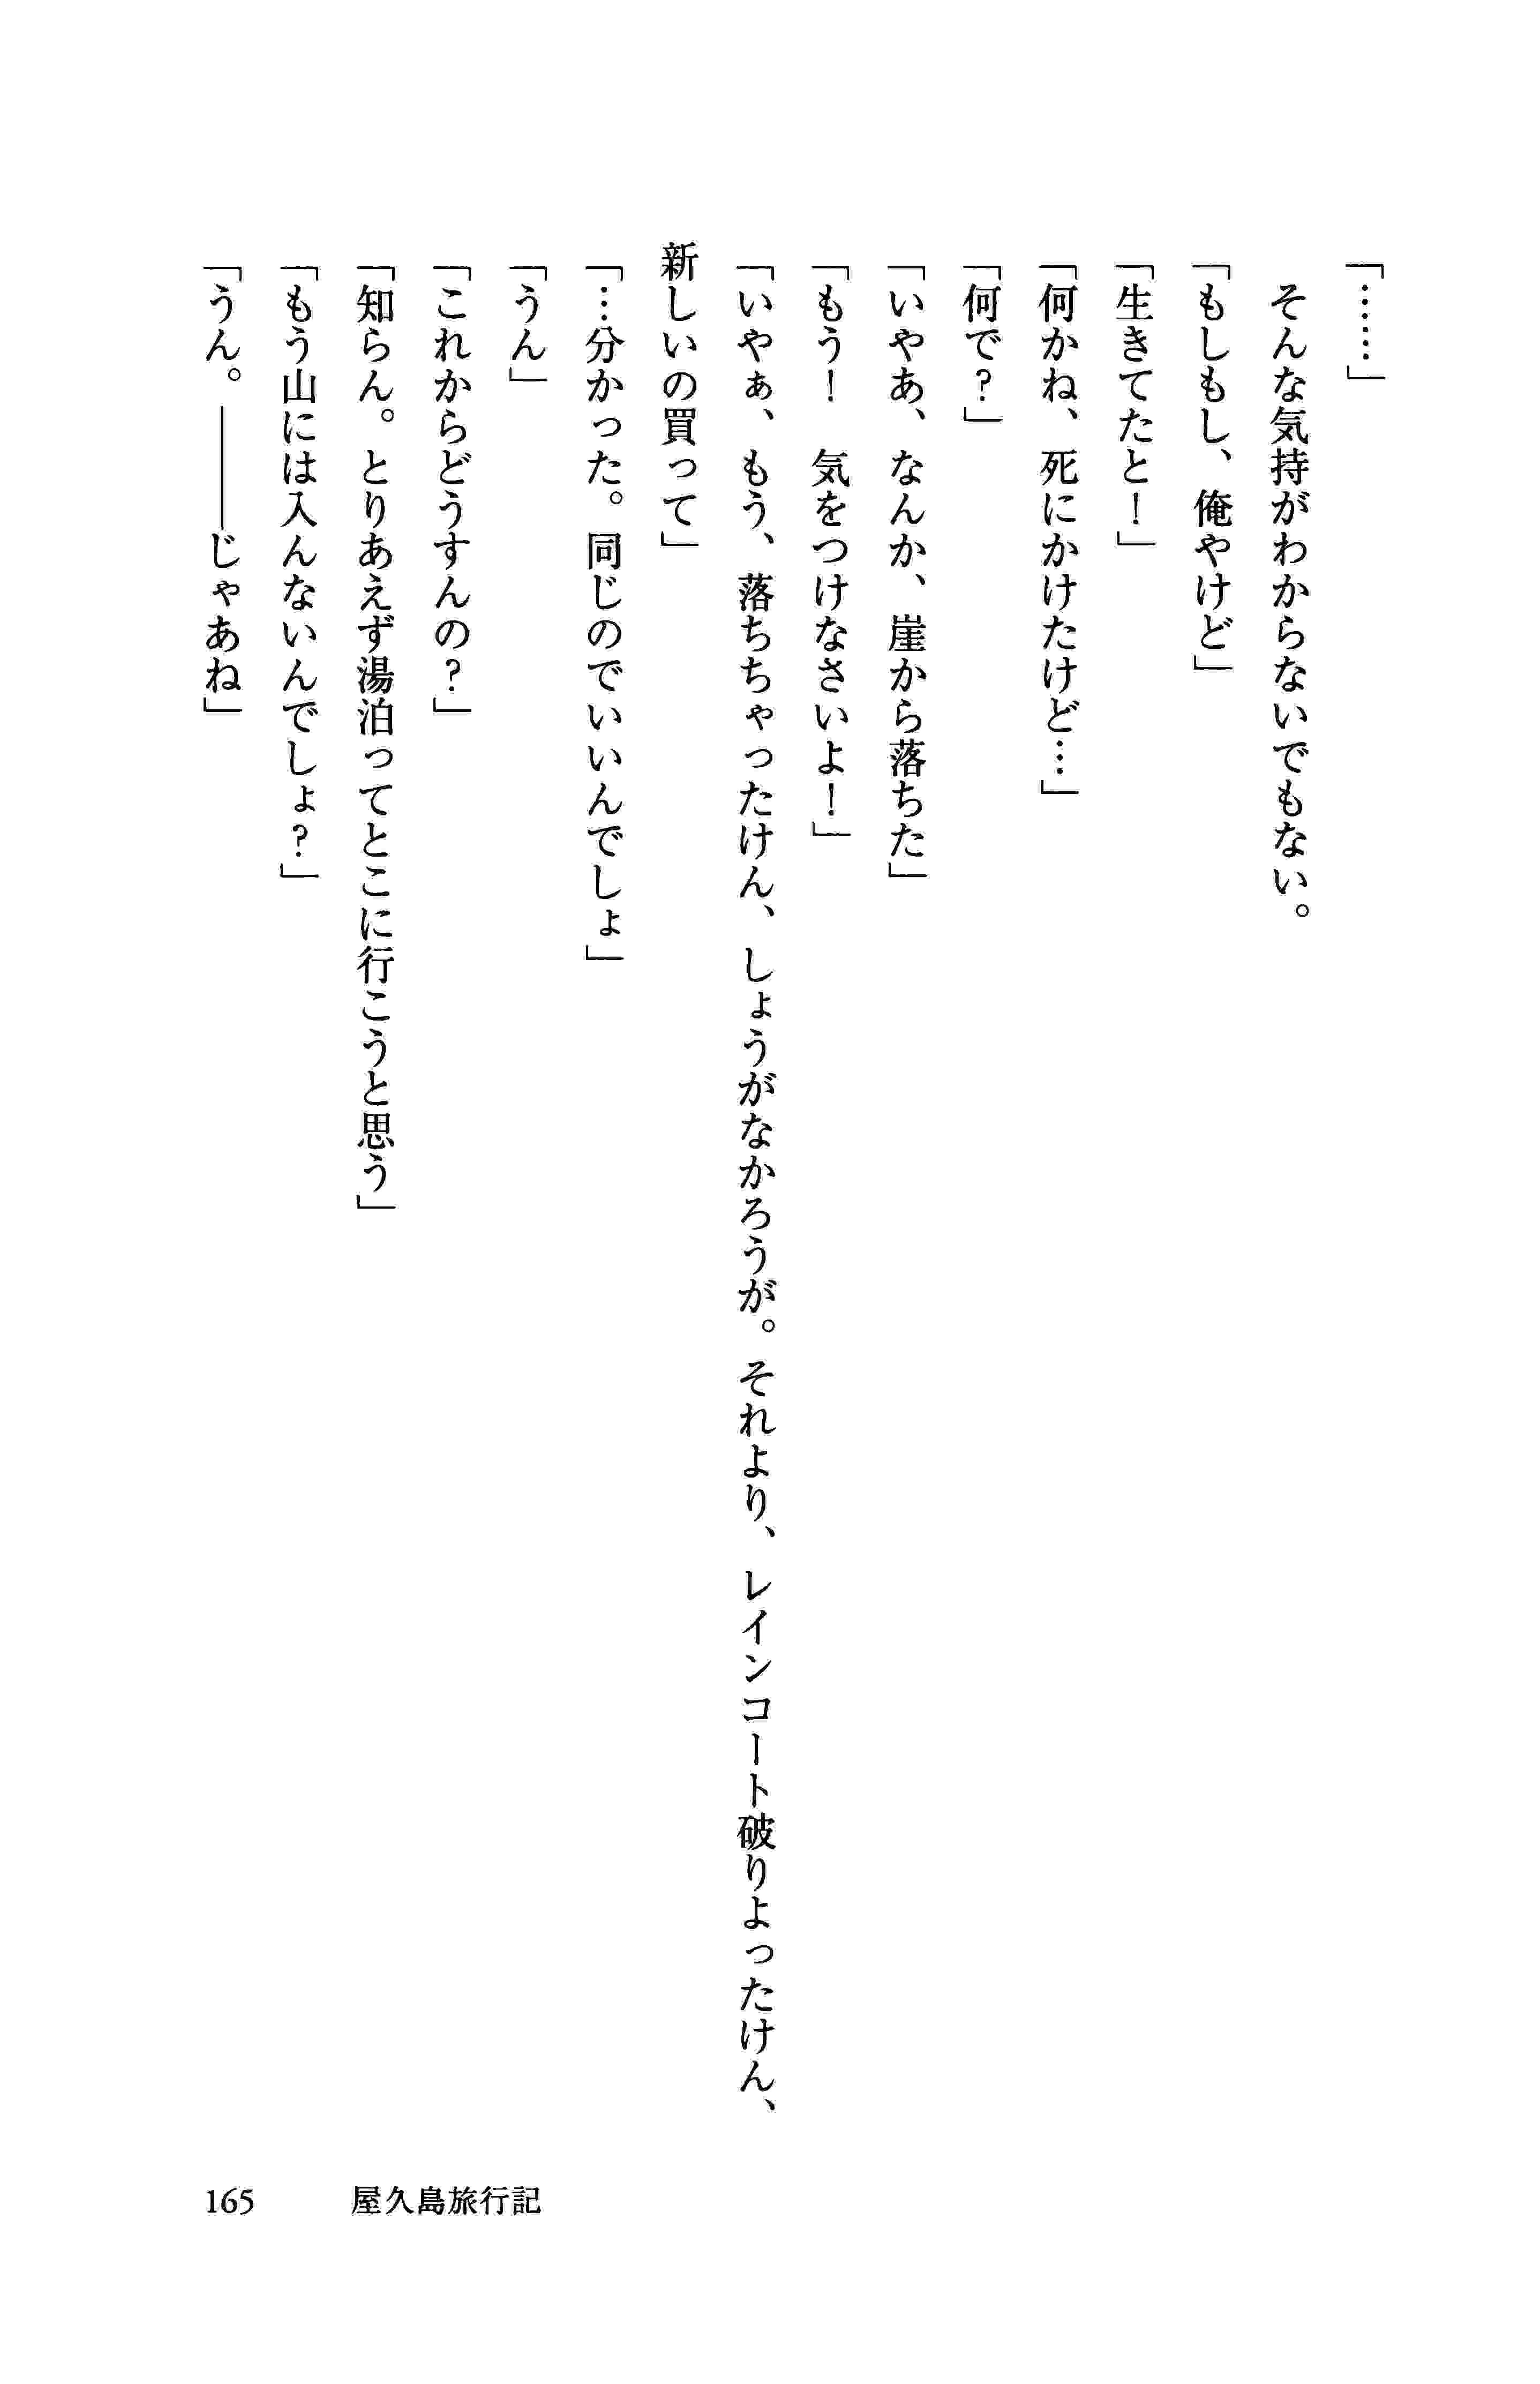 「……」
　そんな気持がわからないでもない。
「もしもし、俺やけど」
「生きてたと！」
「何かね、死にかけたけど…」
「何で？」
「いやあ、なんか、崖から落ちた」
「もう！　気をつけなさいよ！」
「いやぁ、もう、落ちちゃったけん、しょうがなかろうが。それより、レインコート破りよったけん、
新しいの買って」
「…分かった。同じのでいいんでしょ」
「うん」
「これからどうすんの？」
「知らん。とりあえず湯泊ってとこに行こうと思う」
「もう山には入んないんでしょ？」
「うん。―――じゃあね」
165　屋久島旅行記